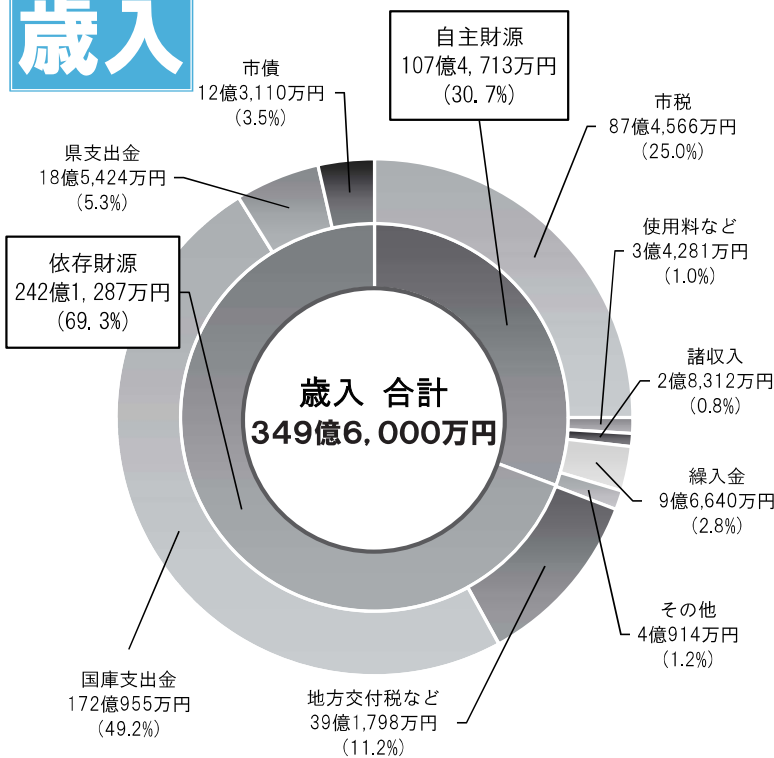 歳入
自主財源
107億4,713万円
(30.7%)
市債
12億3,110万円
(3.5%)
市税
87億4,566万円
(25.0%)
県支出金
18億5,424万円
(5.3%)
使用料など
3億4,281万円
(1.0%)
依存財源
242億1,287万円
(69.3%)
諸収入
2億8,312万円
(0.8%)
歳入 合計
349億6,000万円
繰入金
9億6,640万円
(2.8%)
その他
4億914万円
(1.2%)
国庫支出金
172億955万円
(49.2%)
地方交付税など
39億1,798万円
(11.2%)